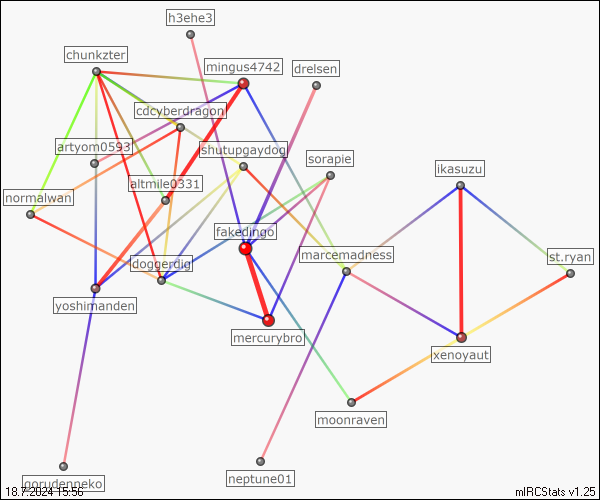 h3ehe3
chunkzter
mingus4742
drelsen
cdcyberdragon
artyom0593
shutupgaydog
sorapie
ikasuzu
altmile0331
normalwan
fakedingo
marcemadness
st.ryan
doggerdig
yoshimanden
mercurybro
xenoyaut
moonraven
neptune01
gorudenneko
18.7.2024 15:56
mIRCStats v1.25